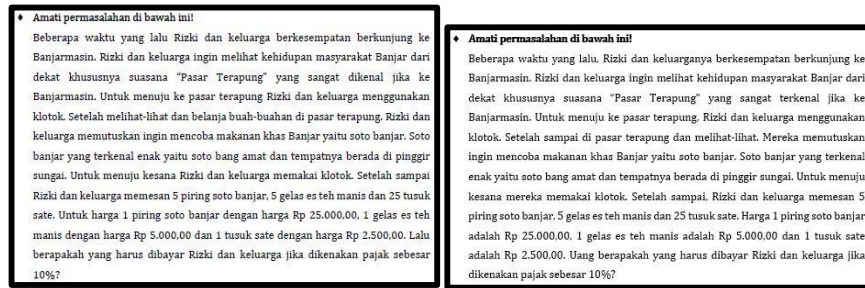 ♦ Amati permasalahan di bawah ini!
Beberapa waktu yang lalu Rizki dan keluarga berkesempatan berkunjung ke
Banjarmasin. Rizki dan keluarga ingin melihat kehidupan masyarakat Banjar dari
dekat khususnya suasana “Pasar Terapung” yang sangat dikenal jika ke
Banjarmasin. Untuk menuju ke pasar terapung Rizki dan keluarga menggunakan
klotok. Setelah melihat-lihat dan belanja buah-buahan di pasar terapung. Rizki dan
keluarga memutuskan ingin mencoba makanan khas Banjar yaitu soto banjar. Soto
banjar yang terkenal enak yaitu soto bang amat dan tempatnya berada di pinggir
sungai. Untuk menuju kesana Rizki dan keluarga memakai klotok. Setelah sampai
Rizki dan keluarga memesan 5 piring soto banjar, 5 gelas es teh manis dan 25 tusuk
sate. Untuk harga 1 piring soto banjar dengan harga Rp 25.000,00, 1 gelas es teh
manis dengan harga Rp 5.000,00 dan 1 tusuk sate dengan harga Rp 2.500,00. Lalu
berapakah yang harus dibayar Rizki dan keluarga jika dikenakan pajak sebesar
10%?
♦ Amati permasalahan di bawah ini!
Beberapa waktu yang lalu, Rizki dan keluarganya berkesempatan berkunjung ke
Banjarmasin. Rizki dan keluarga ingin melihat kehidupan masyarakat Banjar dari
dekat khususnya suasana “Pasar Terapung” yang sangat terkenal jika ke
Banjarmasin. Untuk menuju ke pasar terapung, Rizki dan keluarga menggunakan
klotok. Setelah sampai di pasar terapung dan melihat-lihat. Mereka memutuskan
ingin mencoba makanan khas Banjar yaitu soto banjar. Soto banjar yang terkenal
enak yaitu soto bang amat dan tempatnya berada di pinggir sungai. Untuk menuju
kesana mereka memakai klotok. Setelah sampai, Rizki dan keluarga memesan 5
piring soto banjar, 5 gelas es teh manis dan 25 tusuk sate. Harga 1 piring soto banjar
adalah Rp 25.000,00, 1 gelas es teh manis adalah Rp 5.000,00 dan 1 tusuk sate
adalah Rp 2.500,00. Uang berapakah yang harus dibayar Rizki dan keluarga jika
dikenakan pajak sebesar 10%?